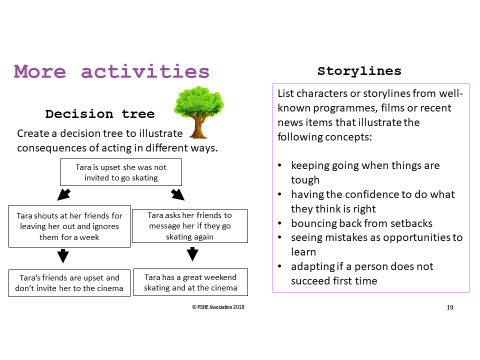 More activities
Decision tree
Create a decision tree to illustrate
consequences of acting in different ways.
Tara is upset she was not
invited to go skating
Tara shouts at her friends for
leaving her out and ignores
them for a week
Tara asks her friends to
message her if they go
skating again
Tara's friends are upset and
don't invite her to the cinema
Tara has a great weekend
skating and at the cinema
Storylines
List characters or storylines from well-
known programmes, films or recent
news items that illustrate the
following concepts:
• keeping going when things are
tough
• having the confidence to do what
they think is right
• bouncing back from setbacks
• seeing mistakes as opportunities to
learn
• adapting if a person does not
succeed first time
© PSHE Association 2018
19